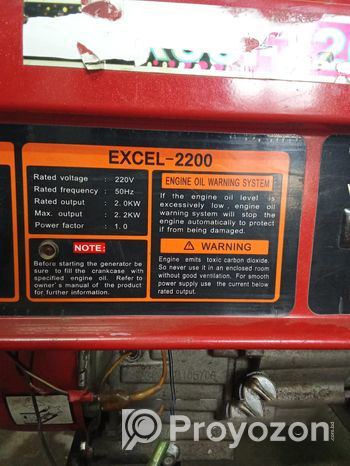 EXCEL-2200
Rated voltage : 220V
Rated frequency : 50Hz
Rated output : 2.0KW
Max. output : 2.2KW
Power factor : 1.0
ENGINE OIL WARNING SYSTEM
If the engine oil level is
excessively low , engine oil
warning system will stop the
engine automatically to protect
if from being damaged.
NOTE:
Before starting the generator be
sure to fill the crankcase with
specified engine oil. Refer to
owner's manual of the product
for further information.
WARNING
Engine emits toxic carbon dioxide.
So never use it in an enclosed room
without good ventilation. For smooth
power supply use the current below
rated output.
Proyozon